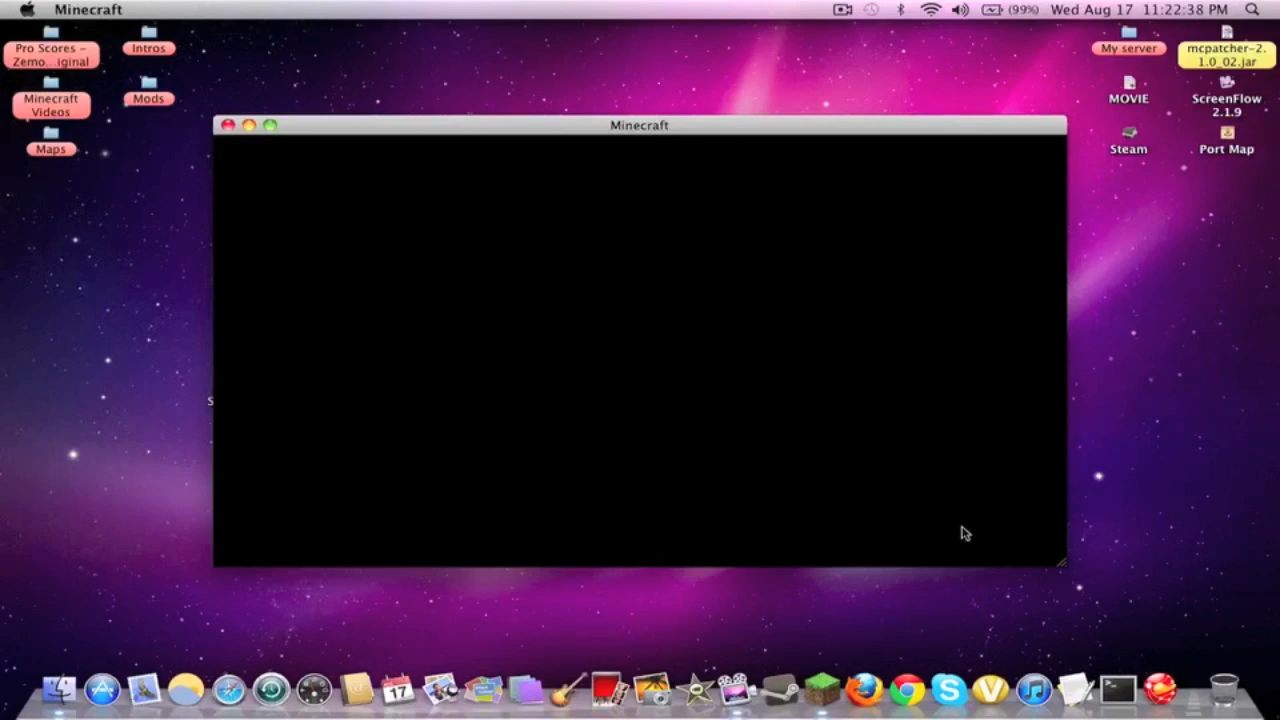 Minecraft
(99%) Wed Aug 17 11:22:38 PM
Pro Scores –
Zemo...iginal
Intros
My server
mcpatcher-2.
1.0_02.jar
Minecraft
Videos
Mods
MOVIE
ScreenFlow
2.1.9
Maps
Steam
Port Map
Minecraft
S
17